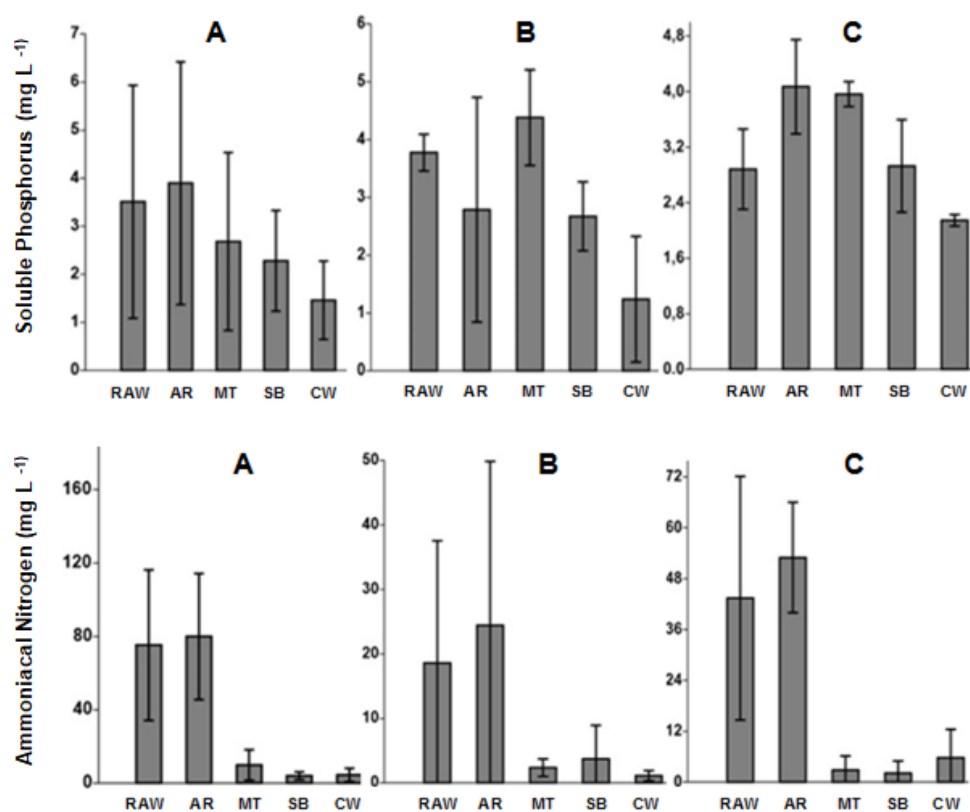 A
B
C
Soluble Phosphorus (mg L -1)
7
6
5
4
3
2
1
0
RAW AR MT SB CW
6
5
4
3
2
1
0
RAW AR MT SB CW
4,8
4,0
3,2
2,4
1,6
0,8
0,0
RAW AR MT SB CW
A
B
C
Ammoniacal Nitrogen (mg L -1)
160
120
80
40
0
RAW AR MT SB CW
50
40
30
20
10
0
RAW AR MT SB CW
72
60
48
36
24
12
0
RAW AR MT SB CW